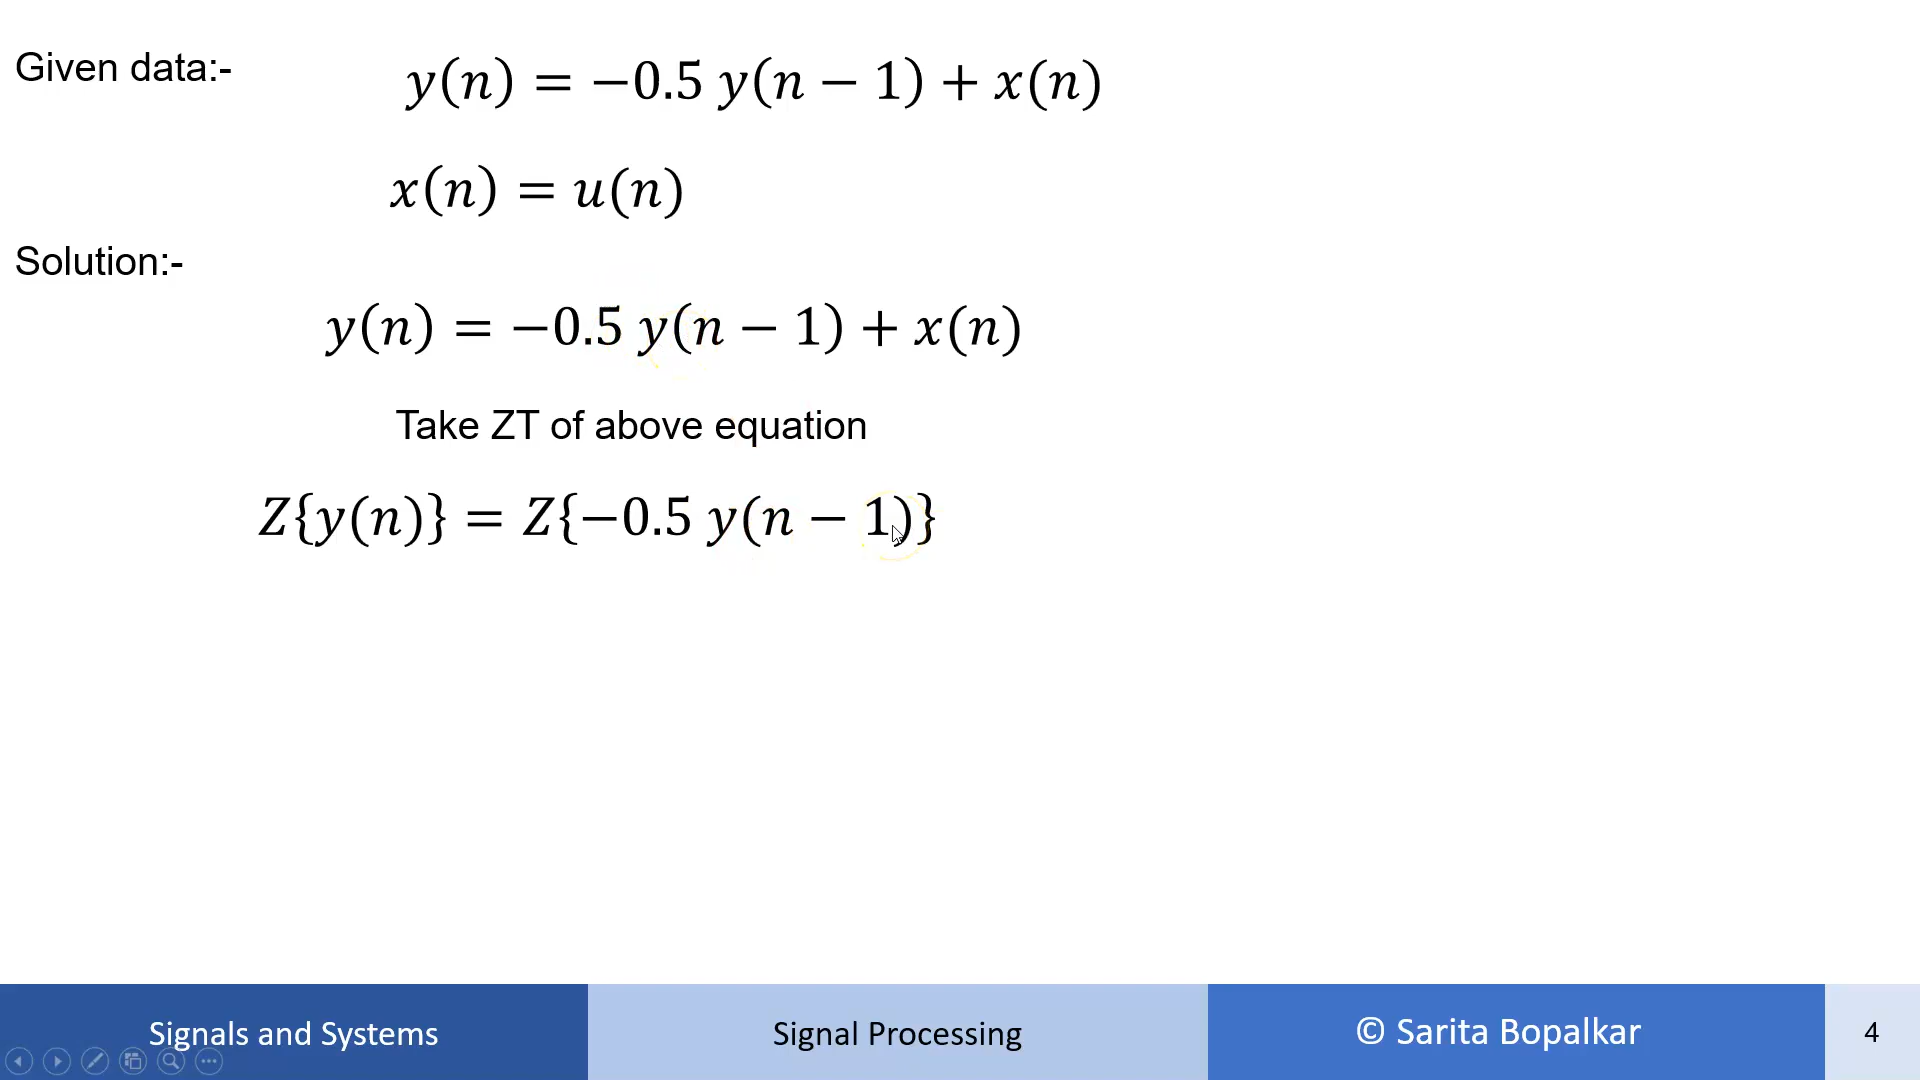 Given data:-
y(n) = −0.5 y(n − 1) + x(n)
x(n) = u(n)
Solution:-
y(n) = −0.5 y(n − 1) + x(n)
Take ZT of above equation
Z{y(n)} = Z{−0.5 y(n − 1)}
Signals and Systems
Signal Processing
© Sarita Bopalkar
4